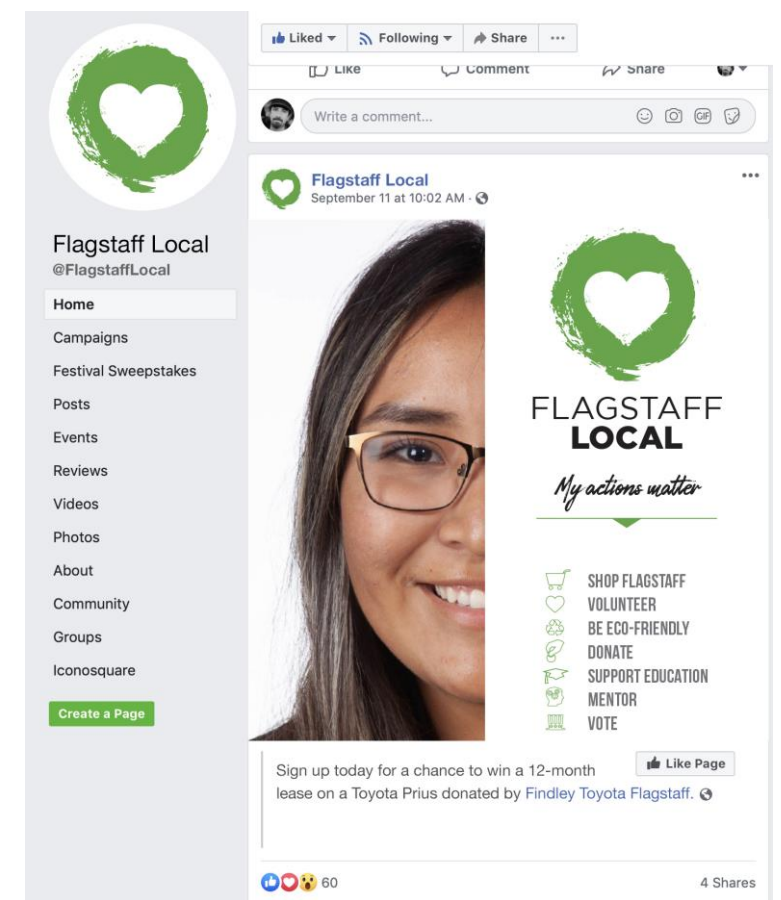 Liked
Following
Share
...
Like
Comment
Share
Write a comment...
GIF
Flagstaff Local
September 11 at 10:02 AM ·
Flagstaff Local
@FlagstaffLocal
Home
Campaigns
Festival Sweepstakes
Posts
Events
Reviews
Videos
Photos
About
Community
Groups
Iconosquare
Create a Page
FLAGSTAFF
LOCAL
My actions matter
SHOP FLAGSTAFF
VOLUNTEER
BE ECO-FRIENDLY
DONATE
SUPPORT EDUCATION
MENTOR
VOTE
Sign up today for a chance to win a 12-month
lease on a Toyota Prius donated by Findley Toyota Flagstaff.
Like Page
60
4 Shares